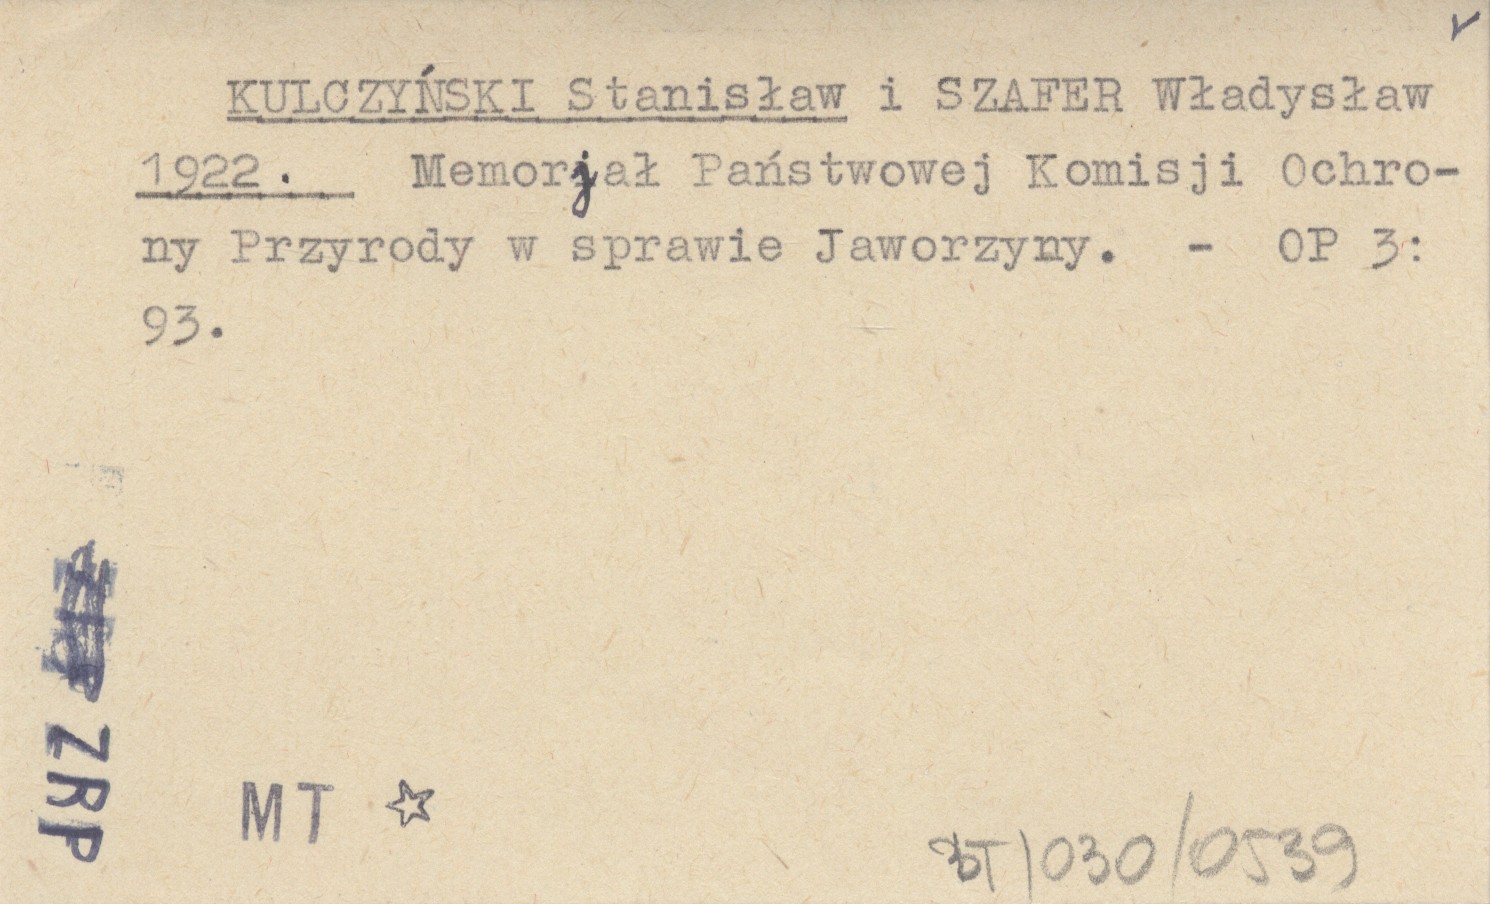 KULCZYŃSKI Stanisław i SZAFER Władysław
1922. Memorjał Państwowej Komisji Ochro-
ny Przyrody w sprawie Jaworzyny. - OP 3:
93.
ZRP
MT ☆
BT/030/0539